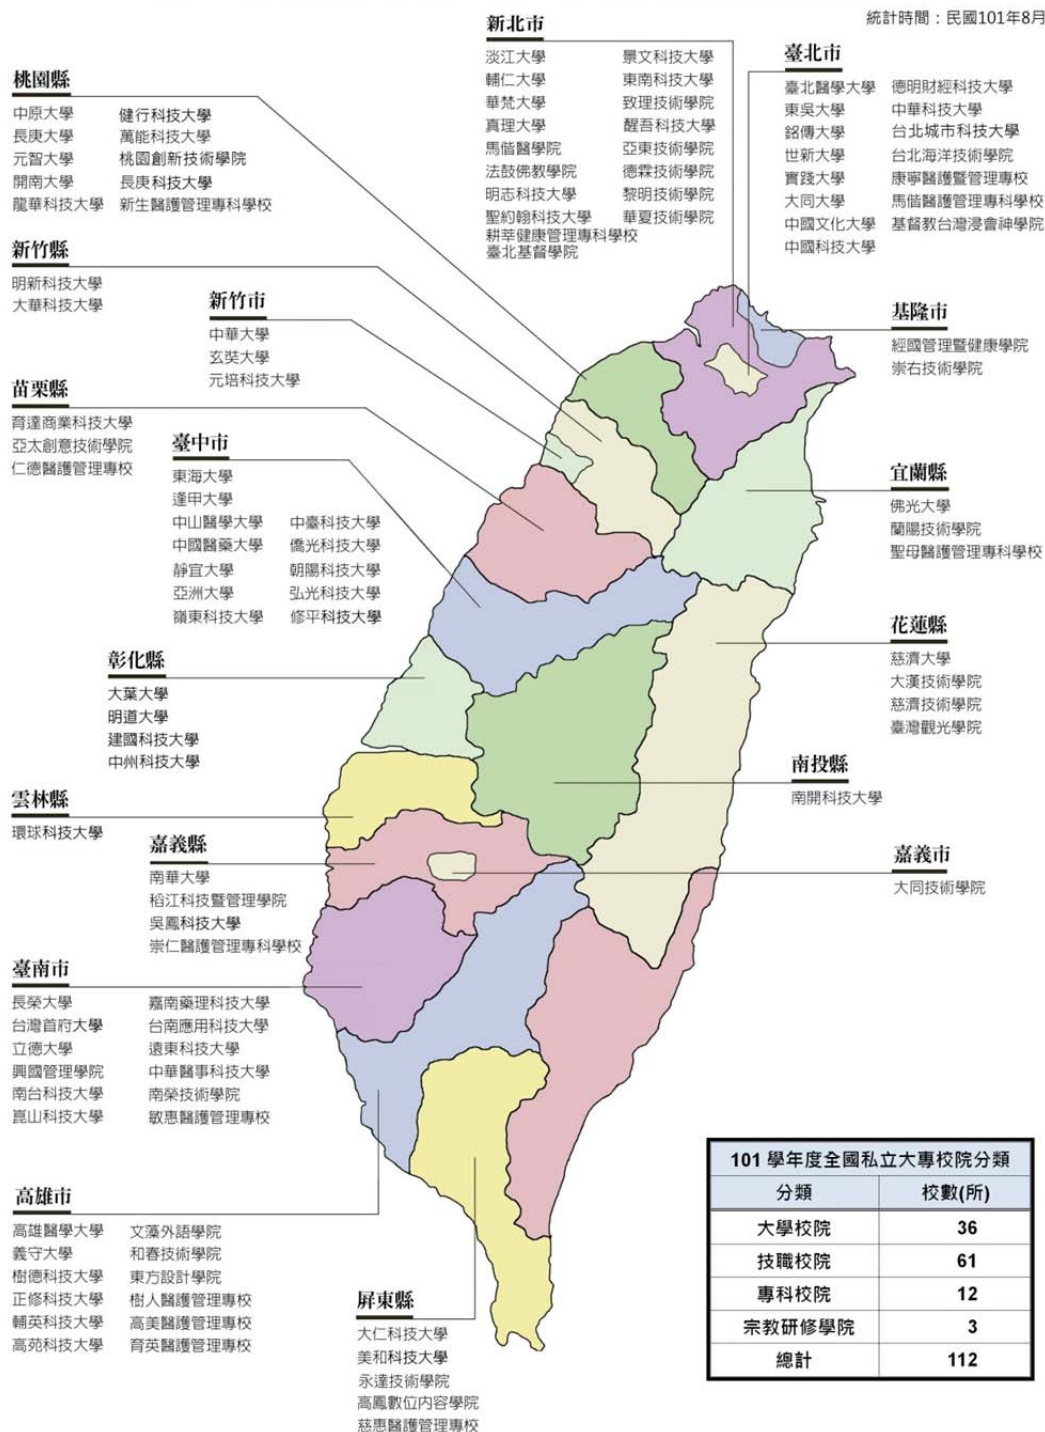 統計時間：民國101年8月
新北市
淡江大學 景文科技大學
輔仁大學 東南科技大學
華梵大學 致理技術學院
真理大學 醒吾科技大學
馬偕醫學院 亞東技術學院
法鼓佛教學院 德霖技術學院
明志科技大學 黎明技術學院
聖約翰科技大學 華夏技術學院
耕莘健康管理專科學校
臺北基督學院
臺北市
臺北醫學大學 德明財經科技大學
東吳大學 中華科技大學
銘傳大學 台北城市科技大學
世新大學 台北海洋技術學院
實踐大學 康寧醫護暨管理專校
大同大學 馬偕醫護管理專科學校
中國文化大學 基督教台灣浸會神學院
中國科技大學
桃園縣
中原大學 健行科技大學
長庚大學 萬能科技大學
元智大學 桃園創新技術學院
開南大學 長庚科技大學
龍華科技大學 新生醫護管理專科學校
新竹縣
明新科技大學
大華科技大學
新竹市
中華大學
玄奘大學
元培科技大學
基隆市
經國管理暨健康學院
崇右技術學院
苗栗縣
育達商業科技大學
亞太創意技術學院
仁德醫護管理專校
臺中市
東海大學
逢甲大學
中山醫學大學 中臺科技大學
中國醫藥大學 僑光科技大學
靜宜大學 朝陽科技大學
亞洲大學 弘光科技大學
嶺東科技大學 修平科技大學
宜蘭縣
佛光大學
蘭陽技術學院
聖母醫護管理專科學校
花蓮縣
慈濟大學
大漢技術學院
慈濟技術學院
臺灣觀光學院
彰化縣
大葉大學
明道大學
建國科技大學
中州科技大學
南投縣
南開科技大學
雲林縣
環球科技大學
嘉義縣
南華大學
稻江科技暨管理學院
吳鳳科技大學
崇仁醫護管理專科學校
嘉義市
大同技術學院
臺南市
長榮大學 嘉南藥理科技大學
台灣首府大學 台南應用科技大學
立德大學 遠東科技大學
興國管理學院 中華醫事科技大學
南台科技大學 南榮技術學院
崑山科技大學 敏惠醫護管理專校
高雄市
高雄醫學大學 文藻外語學院
義守大學 和春技術學院
樹德科技大學 東方設計學院
正修科技大學 樹人醫護管理專校
輔英科技大學 高美醫護管理專校
高苑科技大學 育英醫護管理專校
屏東縣
大仁科技大學
美和科技大學
永達技術學院
高鳳數位內容學院
慈惠醫護管理專校
101 學年度全國私立大專校院分類
分類 校數(所)
大學校院 36
技職校院 61
專科校院 12
宗教研修學院 3
總計 112